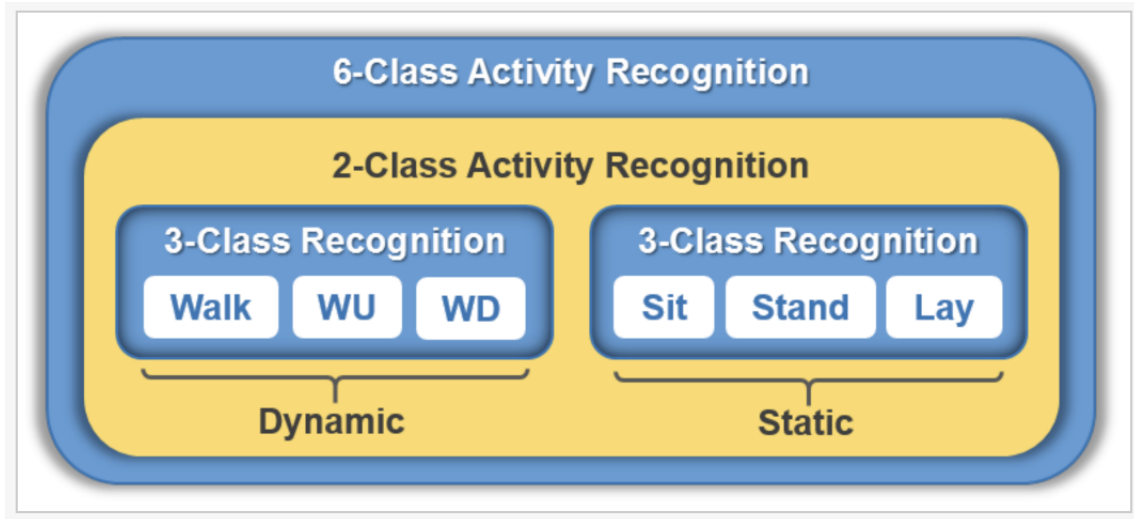 6-Class Activity Recognition
2-Class Activity Recognition
3-Class Recognition
Walk WU WD
Dynamic
3-Class Recognition
Sit Stand Lay
Static